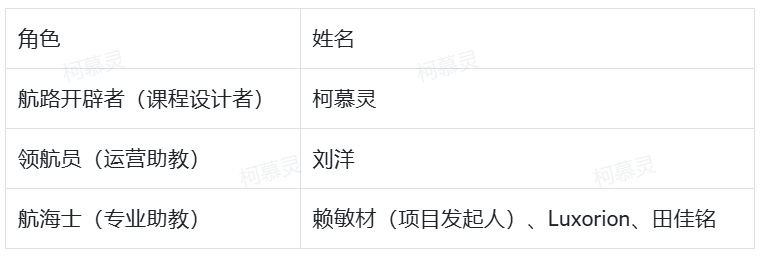 角色 姓名
航路开辟者（课程设计者） 柯慕灵
领航员（运营助教） 刘洋
航海士（专业助教） 赖敏材（项目发起人）、Luxorion、田佳铭
柯慕灵
柯慕灵
柯慕灵
柯慕灵